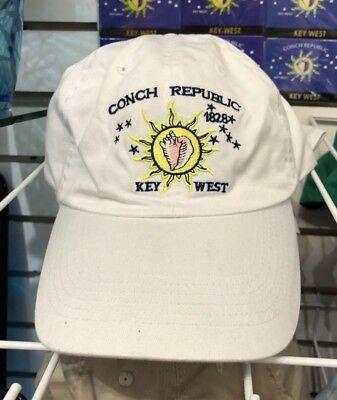 KEY WEST
CONCH REPUBLIC
KEY WEST
CONCH REPUBLIC
1828
KEY WEST